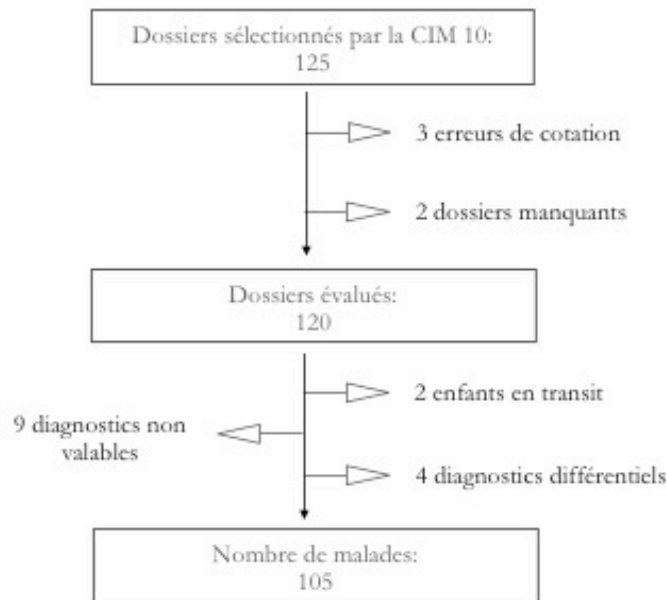 Dossiers sélectionnés par la CIM 10:
125
3 erreurs de cotation
2 dossiers manquants
Dossiers évalués:
120
2 enfants en transit
9 diagnostics non
valables
4 diagnostics différentiels
Nombre de malades:
105